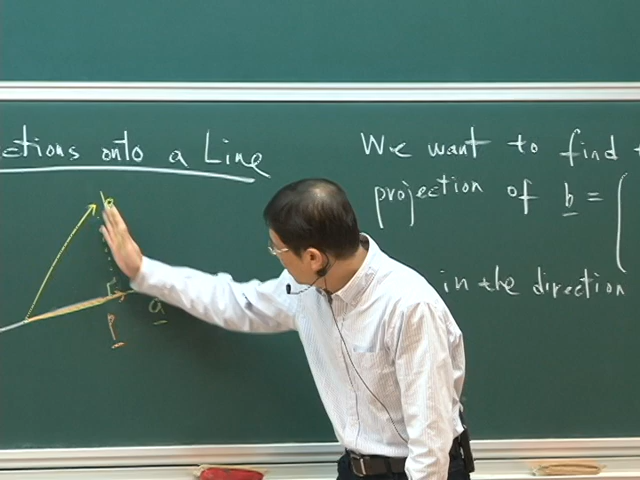 ctions onto a Line
We want to find
projection of b = (
in the direction
a
p